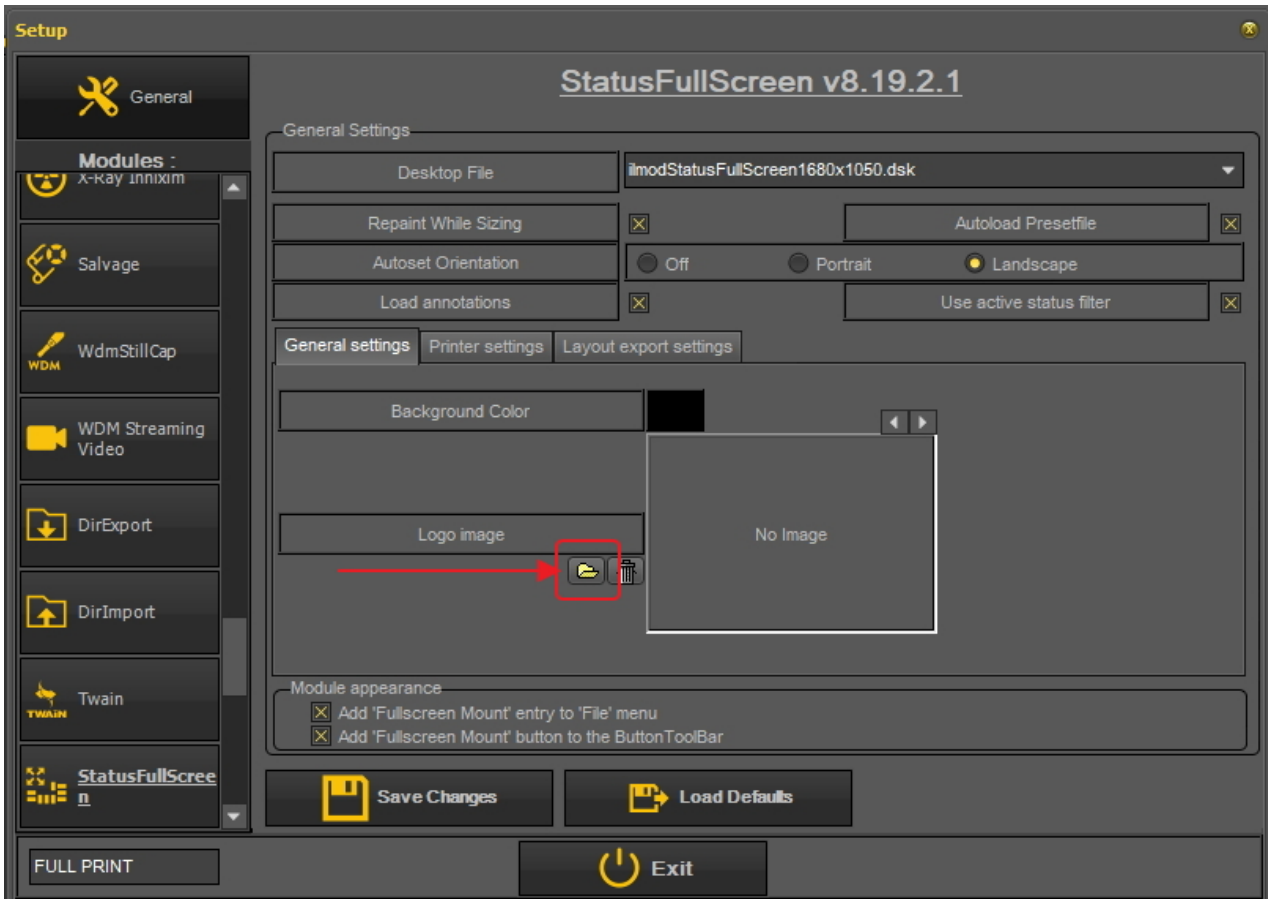 Setup
General
Modules :
X-Ray Innixim
Salvage
WDM
WdmStillCap
WDM Streaming
Video
DirExport
DirImport
TWAIN
Twain
StatusFullScree
n
FULL PRINT
StatusFullScreen v8.19.2.1
General Settings
Desktop File
ilmodStatusFullScreen1680x1050.dsk
Repaint While Sizing
Autoload Presetfile
Autoset Orientation
Off
Portrait
Landscape
Load annotations
Use active status filter
General settings
Printer settings
Layout export settings
Background Color
Logo image
No Image
Module appearance
Add 'Fullscreen Mount' entry to 'File' menu
Add 'Fullscreen Mount' button to the ButtonToolBar
Save Changes
Load Defaults
Exit